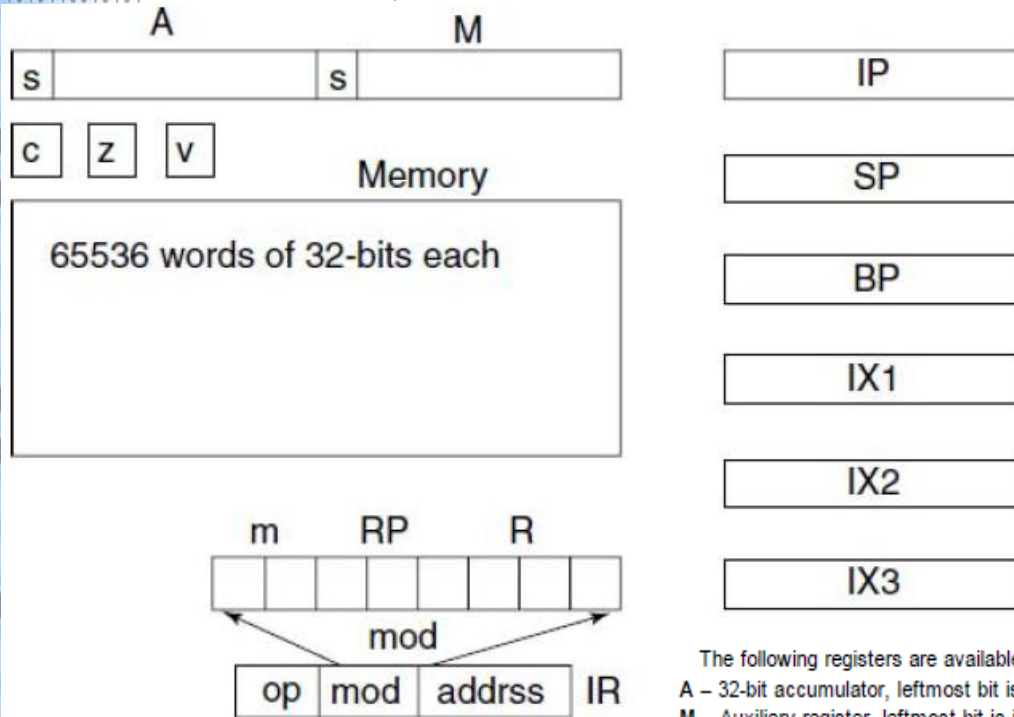 A
M
s
s
IP
c
z
v
SP
Memory
65536 words of 32-bits each
BP
IX1
IX2
m RP R
IX3
mod
op mod addrss IR
The following registers are available
A – 32-bit accumulator, leftmost bit is